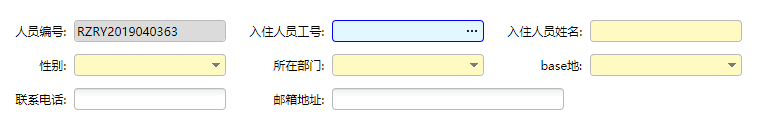 人员编号: RZRY2019040363 入住人员工号: ... 入住人员姓名:
性别: 所在部门: base地:
联系电话: 邮箱地址: